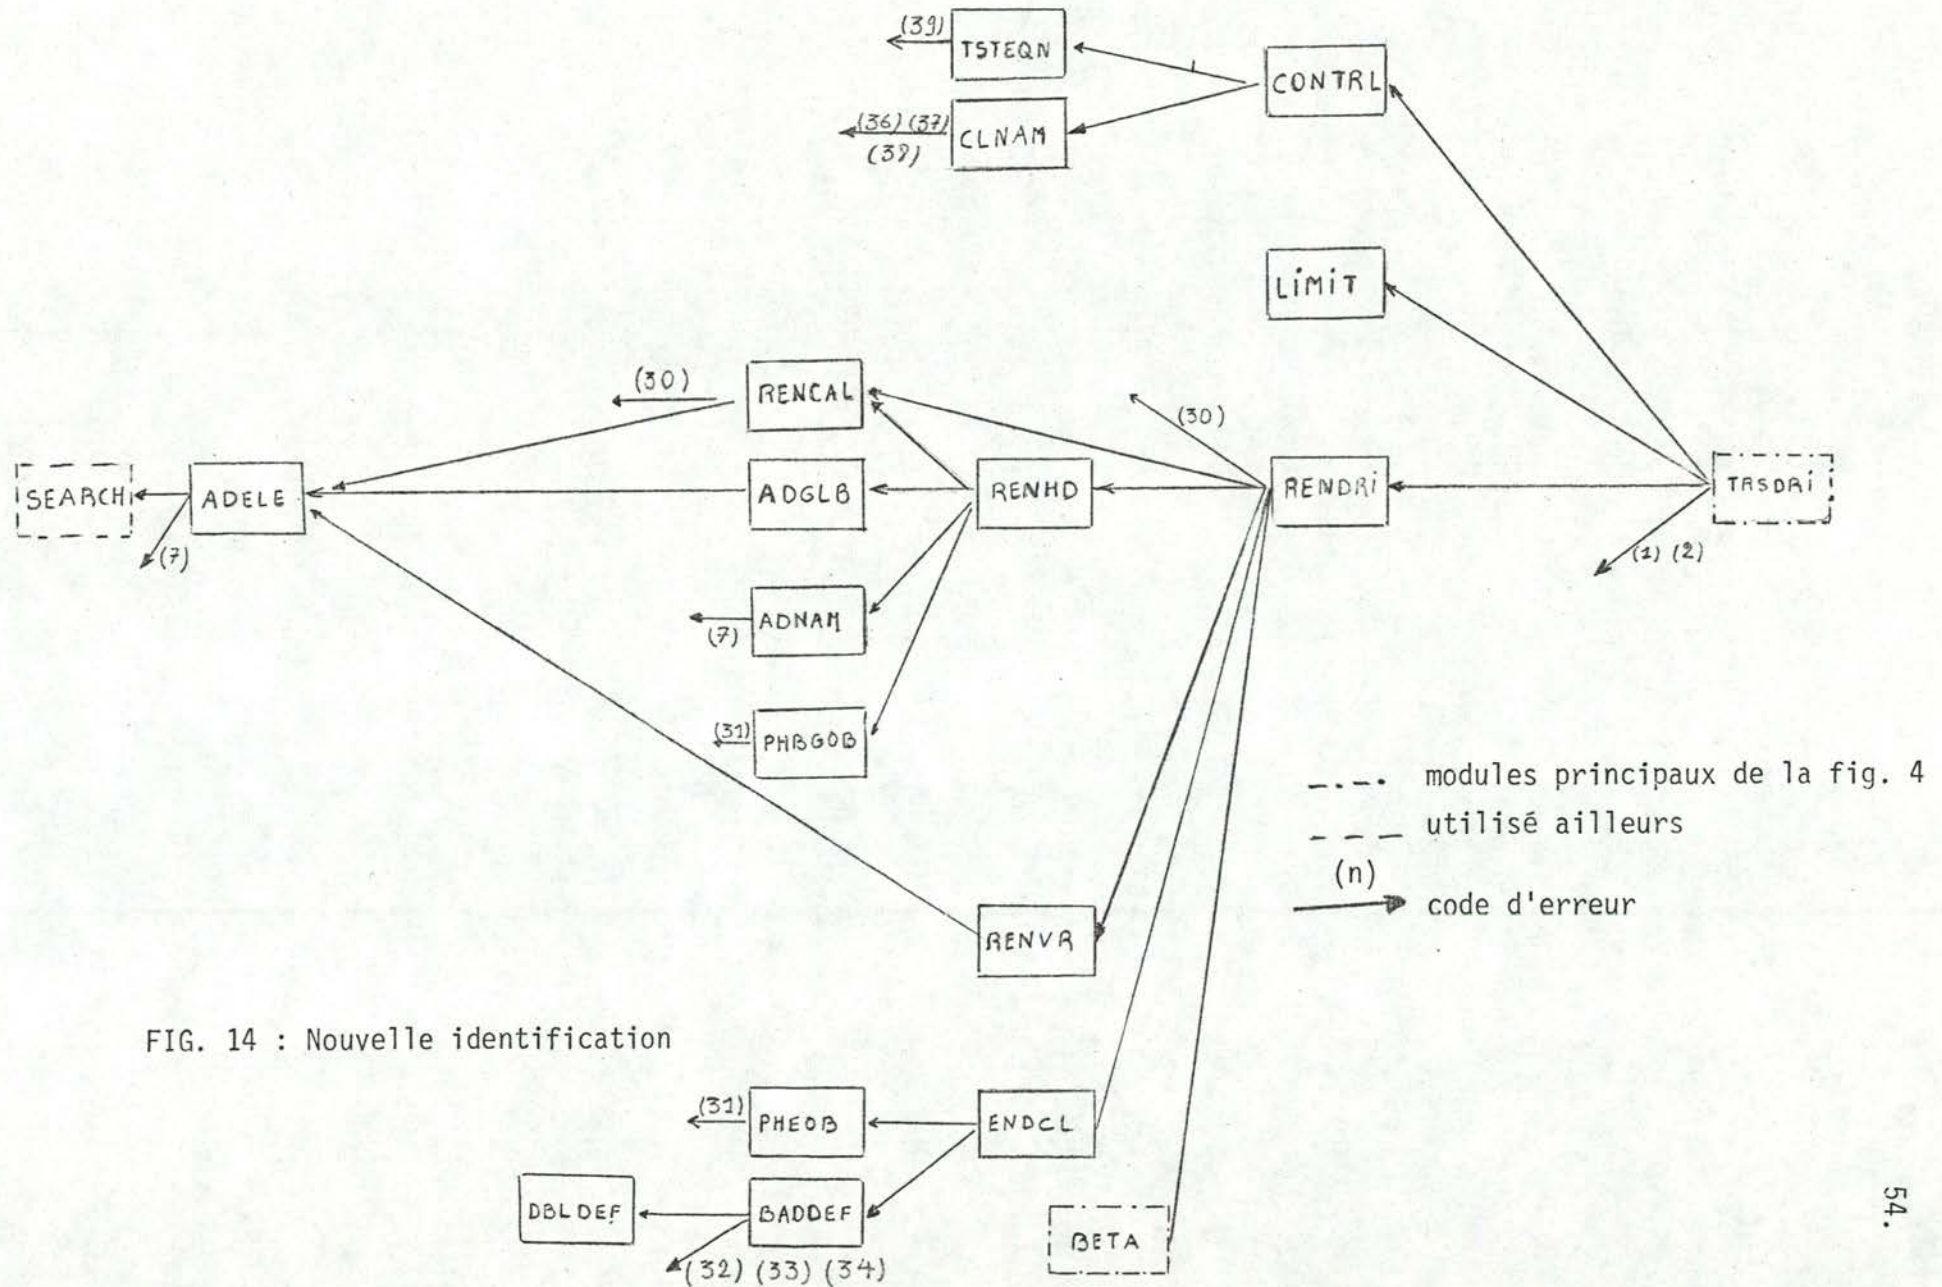 (39)
TSTEQN
CONTRL
(36) (37)
(38)
CLNAM
LiMiT
(30)
RENCAL
(30)
SEARCH
ADELE
ADGLB
RENHD
RENDRi
TASDRi
(7)
(1) (2)
(7)
ADNAM
(31)
PHBGOB
modules principaux de la fig. 4
utilisé ailleurs
(n)
code d'erreur
RENVR
FIG. 14 : Nouvelle identification
(31)
PHEOB
ENDCL
DBLDEF
BADDEF
BETA
(32) (33) (34)
54.